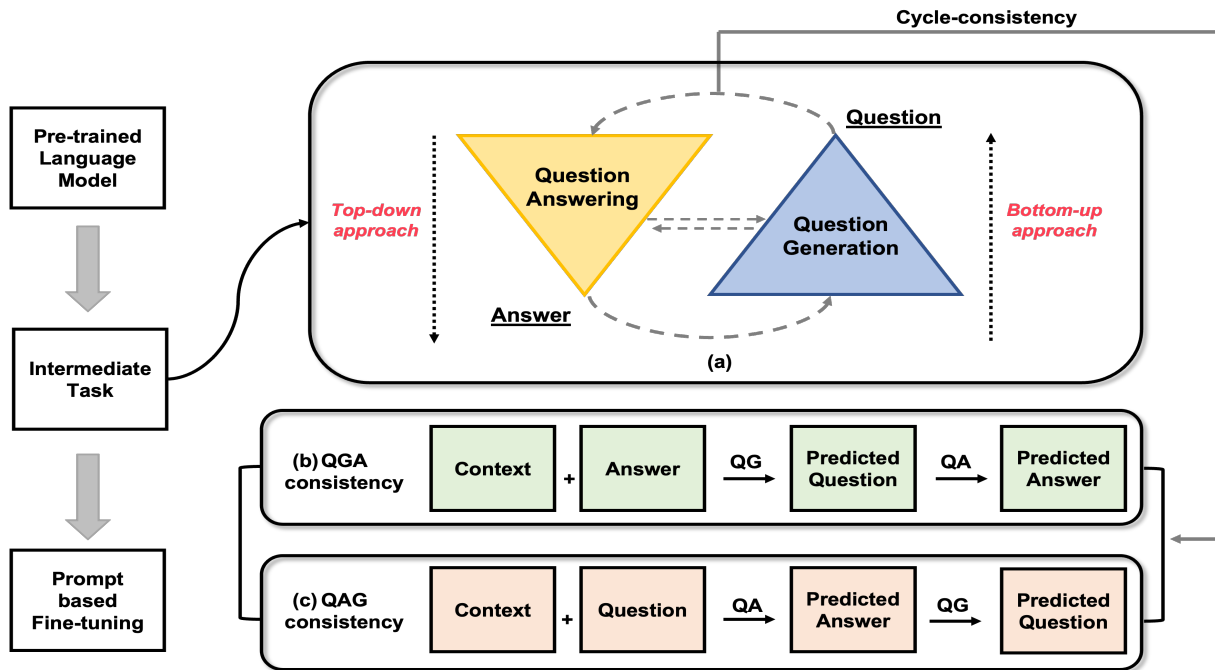 Cycle-consistency
Pre-trained
Language
Model
Intermediate
Task
Prompt
based
Fine-tuning
Top-down
approach
Question
Answering
Answer
Question
Question
Generation
Bottom-up
approach
(a)
(b) QGA
consistency
Context
+
Answer
QG
Predicted
Question
QA
Predicted
Answer
(c) QAG
consistency
Context
+
Question
QA
Predicted
Answer
QG
Predicted
Question